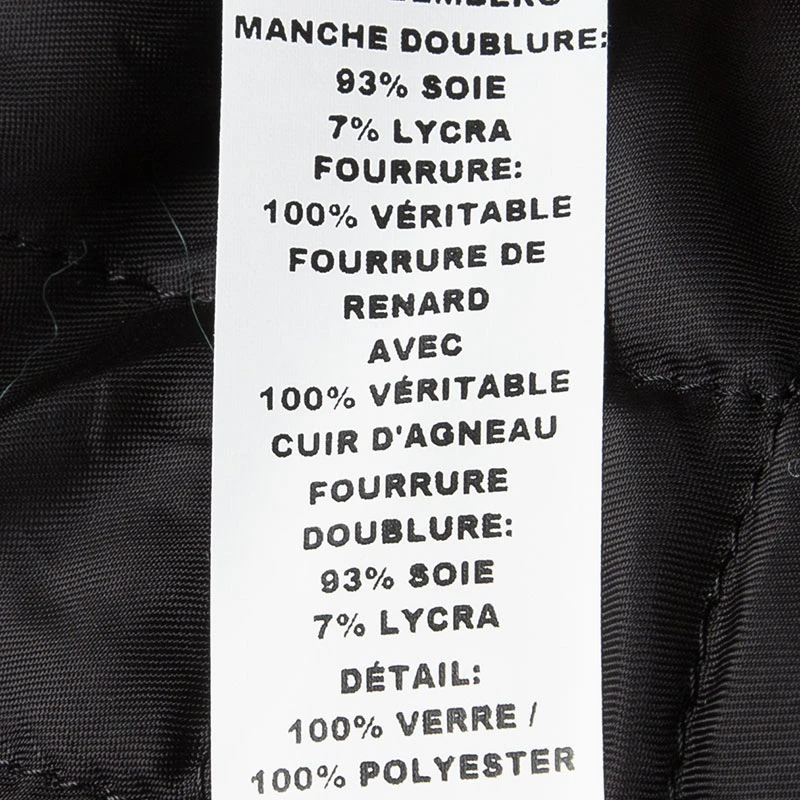 MANCHE DOUBLURE:
93% SOIE
7% LYCRA
FOURRURE:
100% VÉRITABLE
FOURRURE DE
RENARD
AVEC
100% VÉRITABLE
CUIR D'AGNEAU
FOURRURE
DOUBLURE:
93% SOIE
7% LYCRA
DÉTAIL:
100% VERRE /
100% POLYESTER